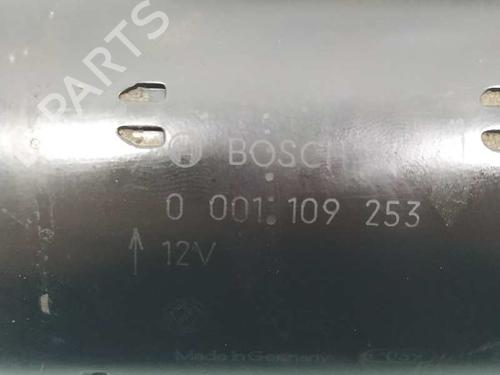 PARTS
BOSCH
0 001 109 253
12V
Made in Germany